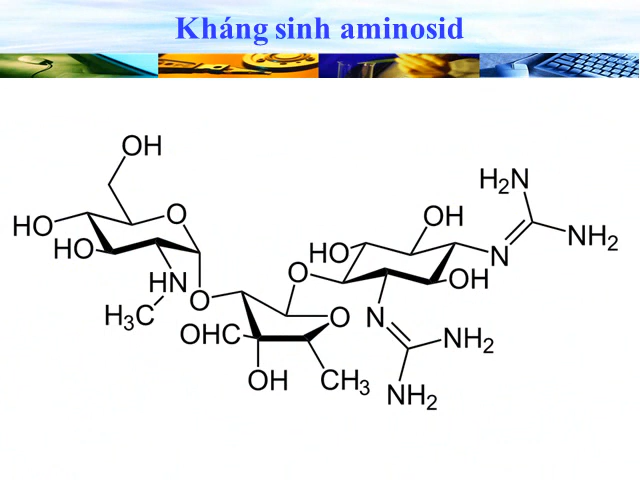 Kháng sinh aminosid
OH
HO
O
HO
HN
H3C
O
OHC
OH
CH3
O
O
HO
OH
OH
N
H2N
NH2
N
NH2
NH2